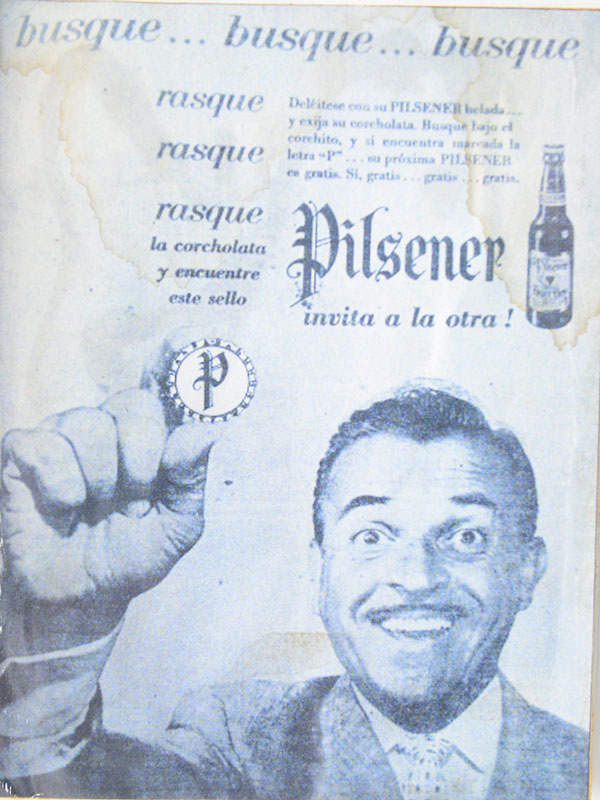 busque... busque... busque
rasque
rasque
rasque
la corcholata
y encuentre
este sello
Deléitese con su PILSENER helada...
y exija su corcholata. Busque bajo el
corchito, y si encuentra marcada la
letra "P"... su próxima PILSENER
es gratis. Sí, gratis...gratis...gratis.
Pilsener
invita a la otra!
P
Pilsener